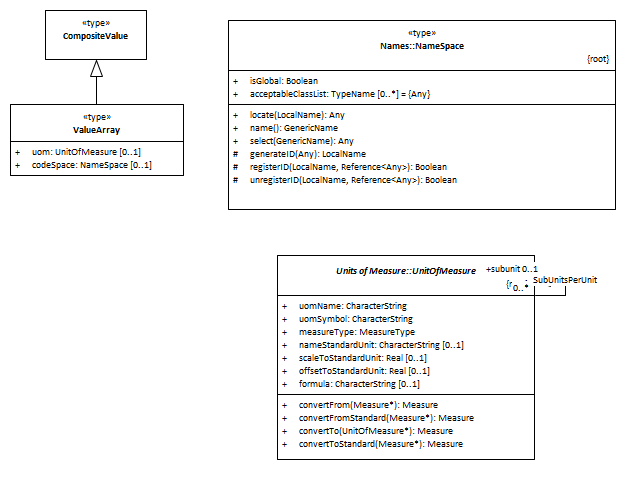 «type»
CompositeValue
«type»
ValueArray
+ uom: UnitOfMeasure [0..1]
+ codeSpace: NameSpace [0..1]
«type»
Names::NameSpace
{root}
+ isGlobal: Boolean
+ acceptableClassList: TypeName [0..*] = {Any}
+ locate(LocalName): Any
+ name(): GenericName
+ select(GenericName): Any
# generateID(Any): LocalName
# registerID(LocalName, Reference<Any>): Boolean
# unregisterID(LocalName, Reference<Any>): Boolean
Units of Measure::UnitOfMeasure
+subunit 0..1
SubUnitsPerUnit
{r
0..*
+ uomName: CharacterString
+ uomSymbol: CharacterString
+ measureType: MeasureType
+ nameStandardUnit: CharacterString [0..1]
+ scaleToStandardUnit: Real [0..1]
+ offsetToStandardUnit: Real [0..1]
+ formula: CharacterString [0..1]
+ convertFrom(Measure*): Measure
+ convertFromStandard(Measure*): Measure
+ convertTo(UnitOfMeasure*): Measure
+ convertToStandard(Measure*): Measure